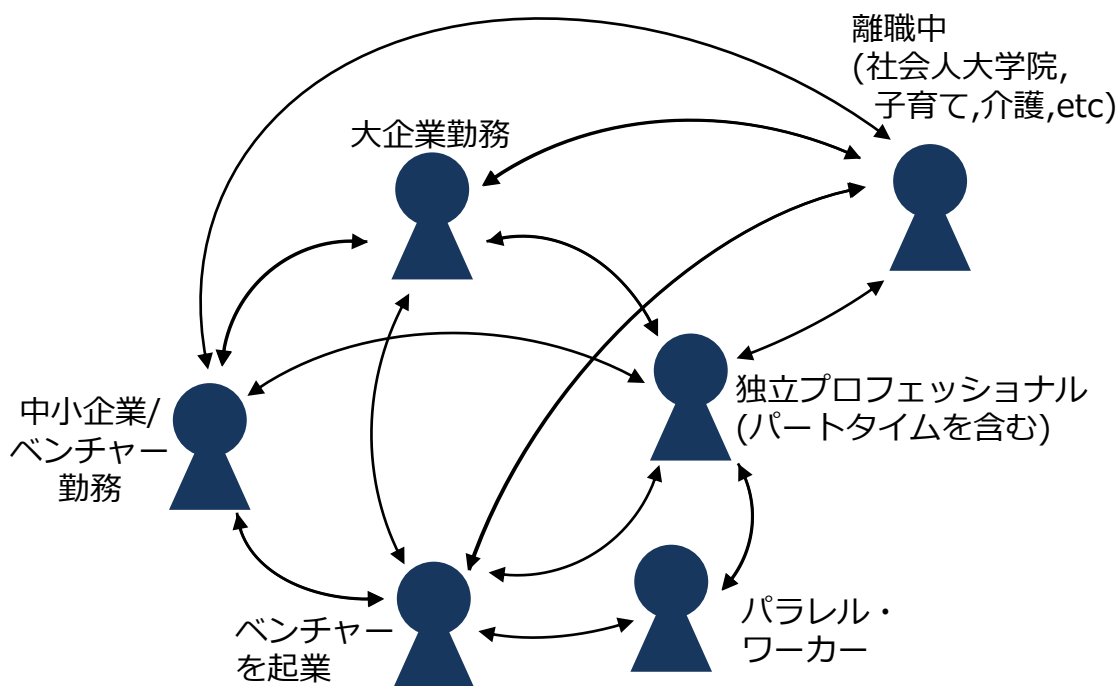 離職中
(社会人大学院,
子育て,介護,etc)
大企業勤務
中小企業/
ベンチャー
勤務
独立プロフェッショナル
(パートタイムを含む)
ベンチャー
を起業
パラレル・
ワーカー